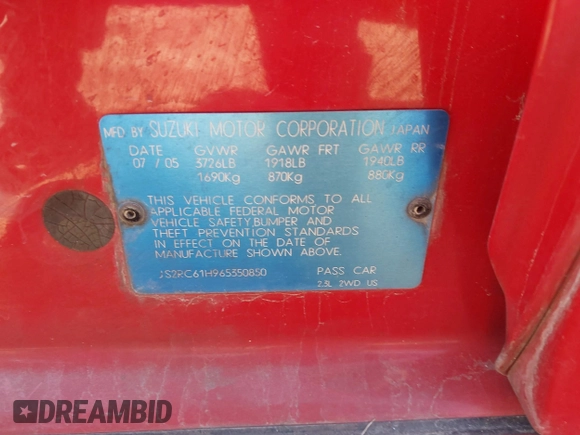 MFD BY SUZUKI MOTOR CORPORATION JAPAN
DATE GVWR GAWR FRT GAWR RR
07 / 05 3726LB 1918LB 1940LB
1690Kg 870Kg 880Kg
THIS VEHICLE CONFORMS TO ALL
APPLICABLE FEDERAL MOTOR
VEHICLE SAFETY BUMPER AND
THEFT PREVENTION STANDARDS
IN EFFECT ON THE DATE OF
MANUFACTURE SHOWN ABOVE.
JS2RC61H965350850 PASS CAR
2.3L 2WD US
DREAMBID